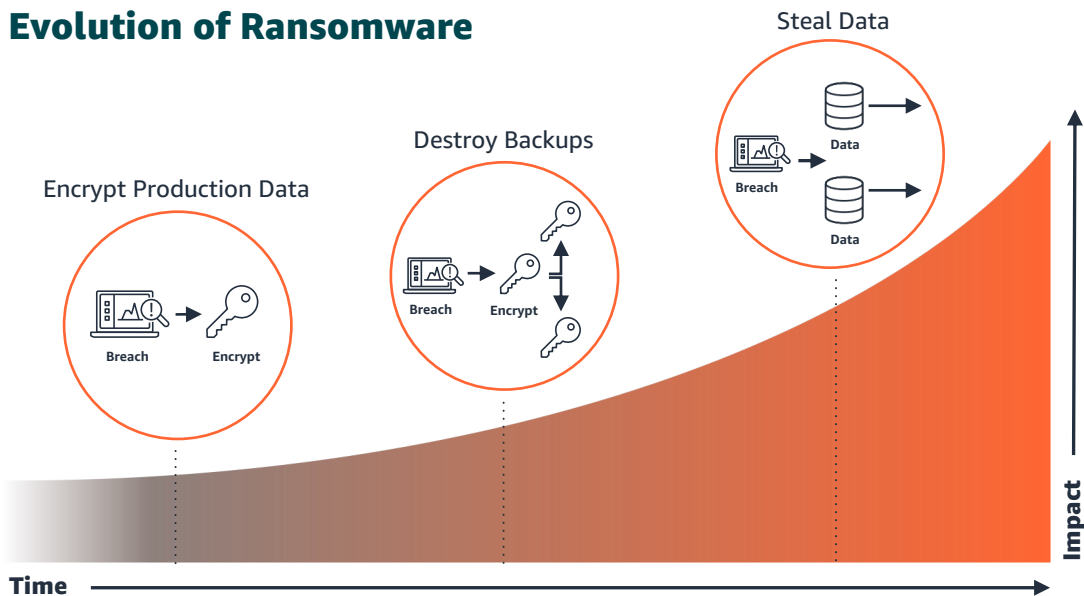 Evolution of Ransomware
Steal Data
Data
Breach
Data
Destroy Backups
Breach
Encrypt
Encrypt Production Data
Breach
Encrypt
Impact
Time